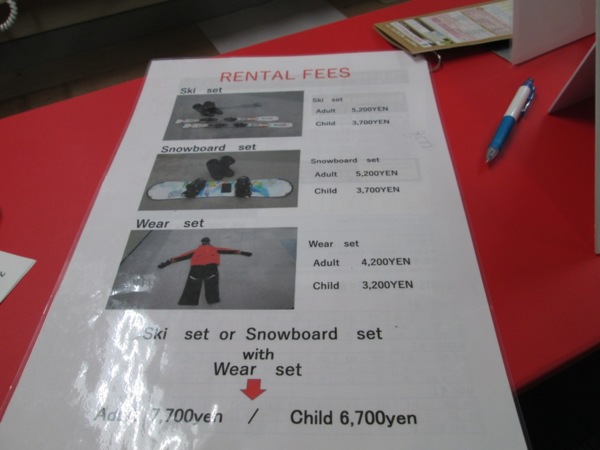 RENTAL FEES
Ski set
Ski set
Adult 5,200YEN
Child 3,700YEN
Snowboard set
Snowboard set
Adult 5,200YEN
Child 3,700YEN
Wear set
Wear set
Adult 4,200YEN
Child 3,200YEN
Ski set or Snowboard set
with
Wear set
Adult 7,700yen / Child 6,700yen